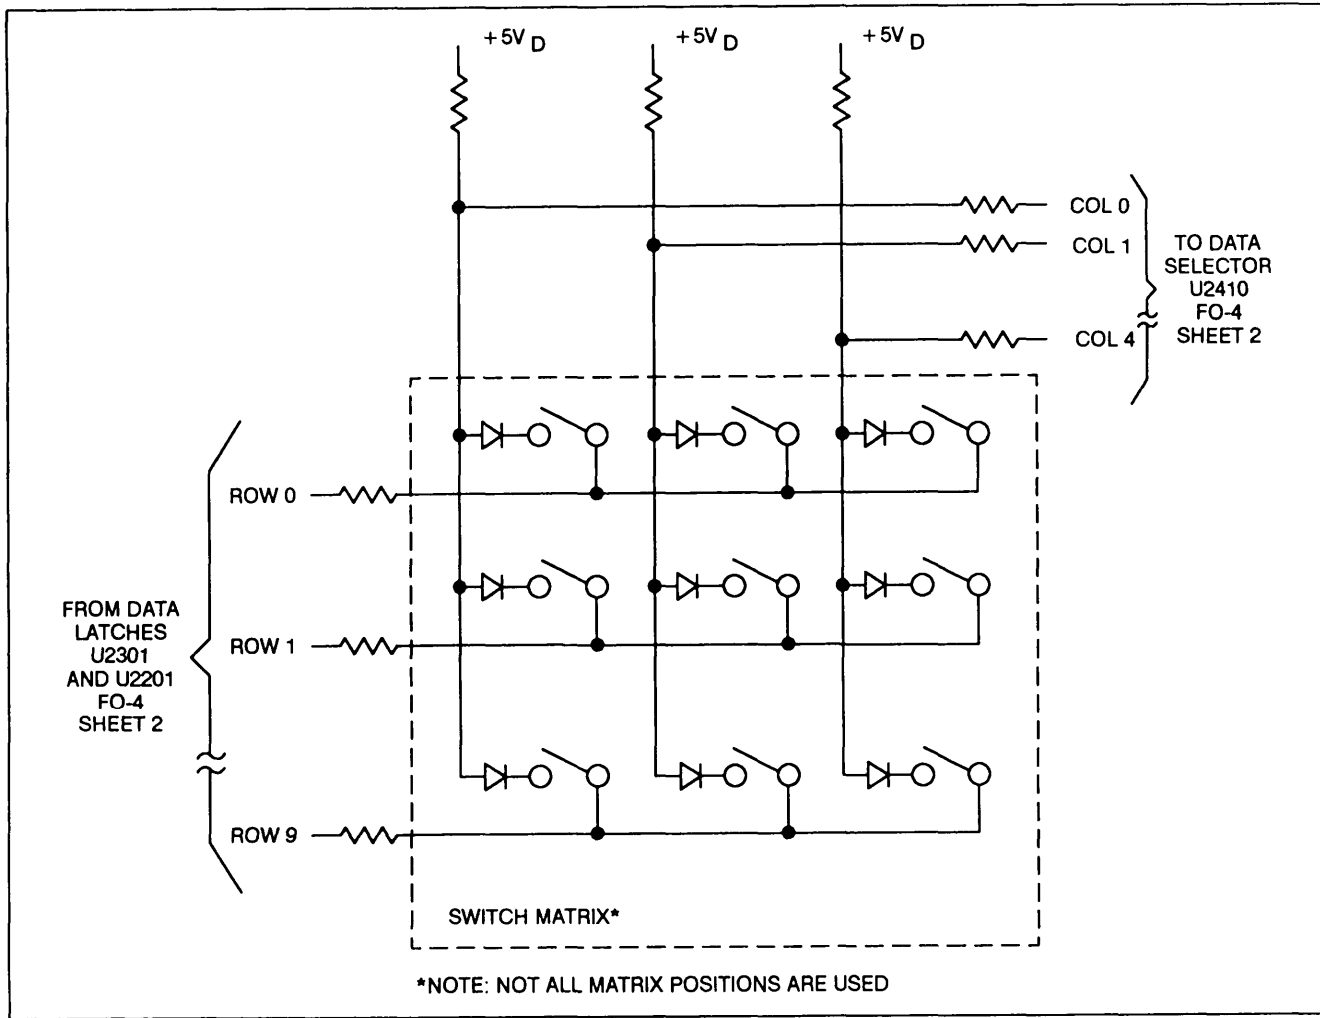 +5V D
+5V D
+5V D
COL 0
COL 1
COL 4
TO DATA
SELECTOR
U2410
FO-4
SHEET 2
ROW 0
ROW 1
ROW 9
FROM DATA
LATCHES
U2301
AND U2201
FO-4
SHEET 2
SWITCH MATRIX*
*NOTE: NOT ALL MATRIX POSITIONS ARE USED